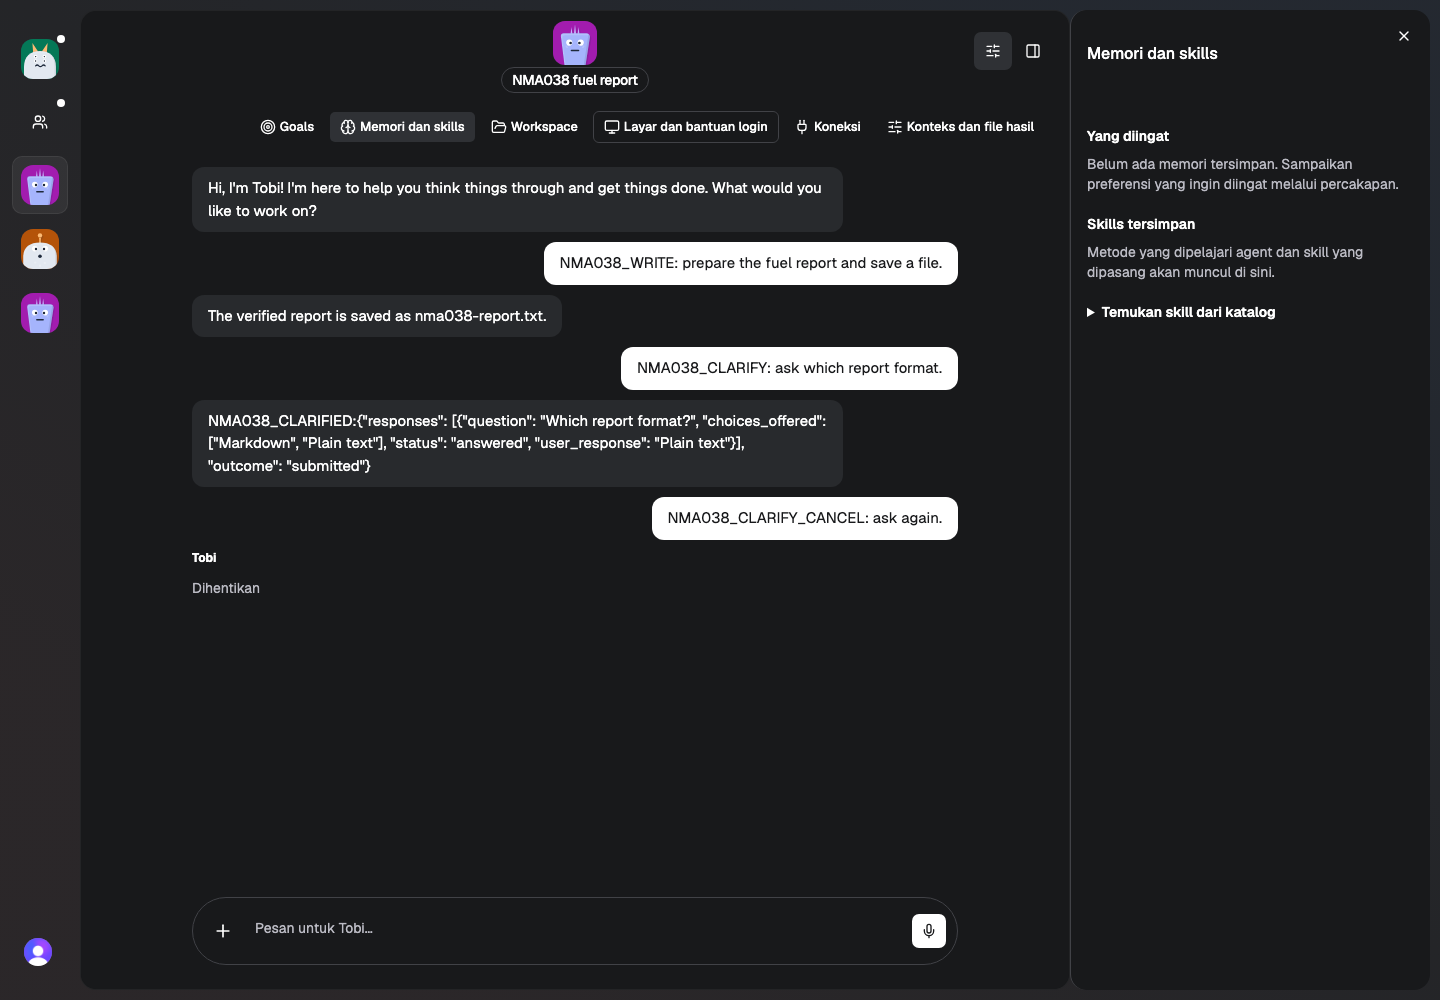 NMA038 fuel report
Goals
Memori dan skills
Workspace
Layar dan bantuan login
Koneksi
Konteks dan file hasil
Hi, I'm Tobi! I'm here to help you think things through and get things done. What would you
like to work on?
NMA038_WRITE: prepare the fuel report and save a file.
The verified report is saved as nma038-report.txt.
NMA038_CLARIFY: ask which report format.
NMA038_CLARIFIED:{"responses": [{"question": "Which report format?", "choices_offered":
["Markdown", "Plain text"], "status": "answered", "user_response": "Plain text"}],
"outcome": "submitted"}
NMA038_CLARIFY_CANCEL: ask again.
Tobi
Dihentikan
Pesan untuk Tobi...
Memori dan skills
Yang diingat
Belum ada memori tersimpan. Sampaikan
preferensi yang ingin diingat melalui percakapan.
Skills tersimpan
Metode yang dipelajari agent dan skill yang
dipasang akan muncul di sini.
Temukan skill dari katalog